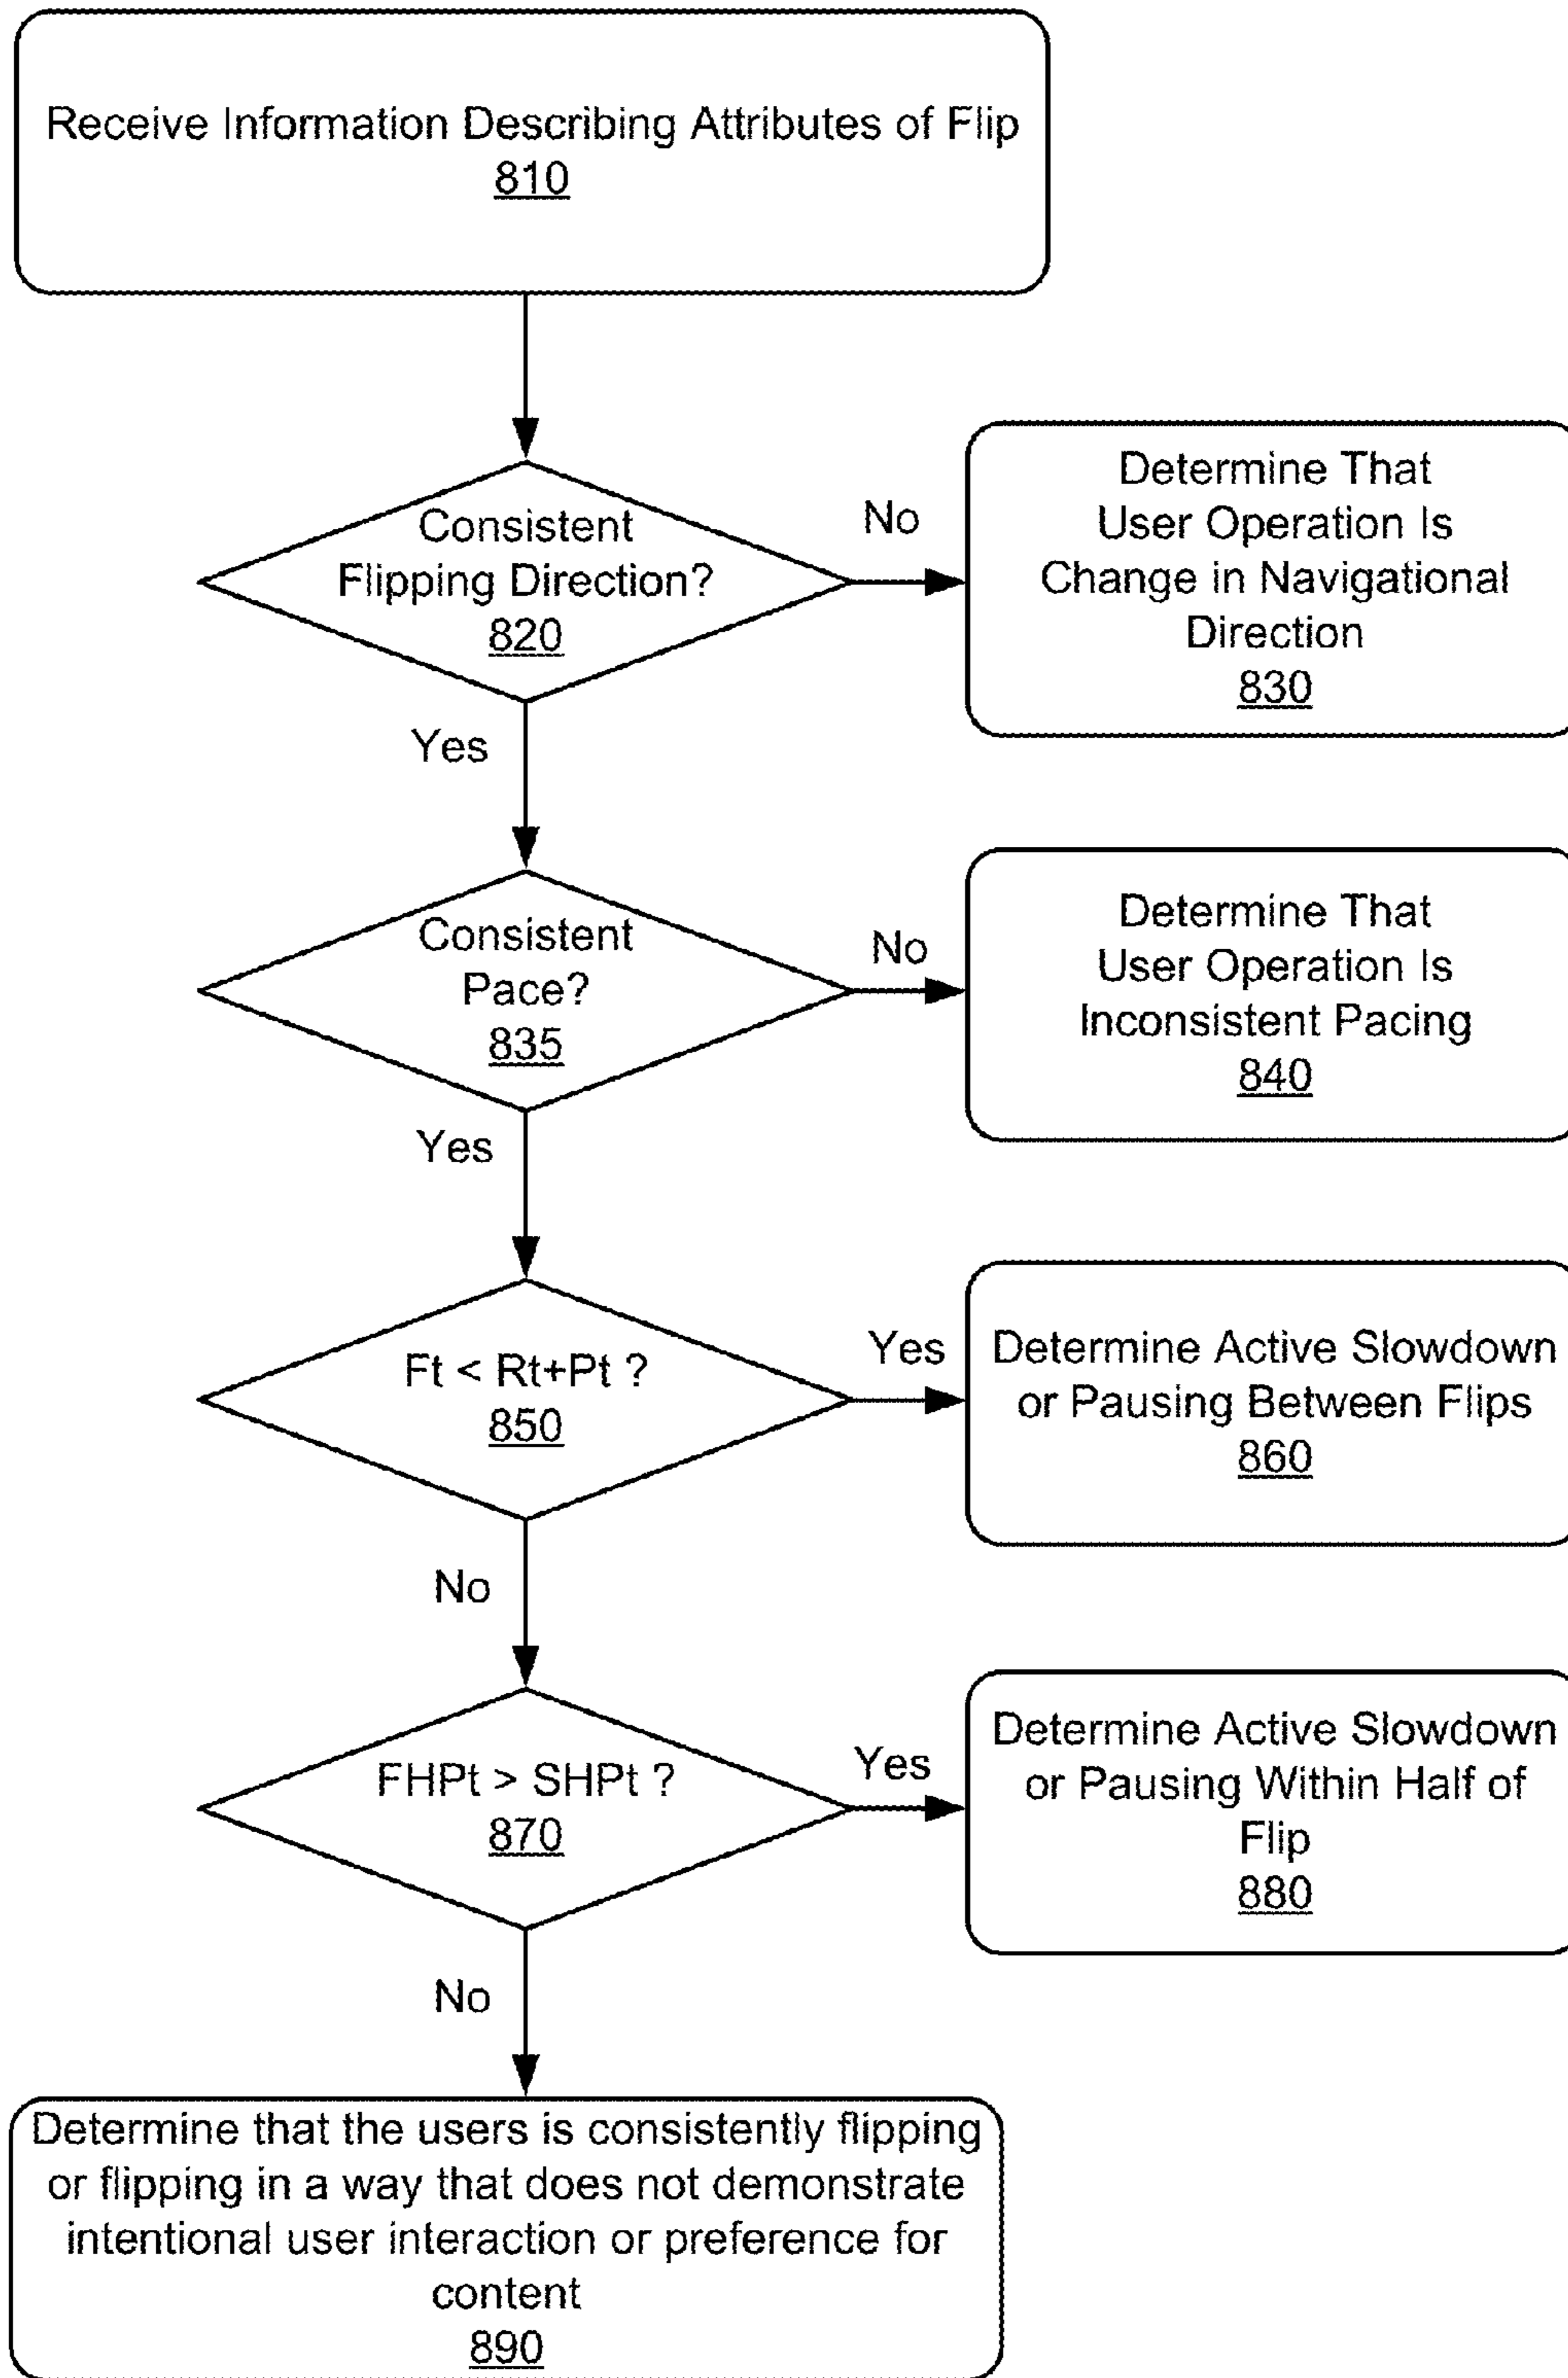 Receive Information Describing Attributes of Flip
810
Consistent
Flipping Direction?
820
No
Determine That
User Operation Is
Change in Navigational
Direction
830
Yes
Consistent
Pace?
835
No
Determine That
User Operation Is
Inconsistent Pacing
840
Yes
Ft < Rt+Pt ?
850
Yes
Determine Active Slowdown
or Pausing Between Flips
860
No
FHPt > SHPt ?
870
Yes
Determine Active Slowdown
or Pausing Within Half of
Flip
880
No
Determine that the users is consistently flipping
or flipping in a way that does not demonstrate
intentional user interaction or preference for
content
890